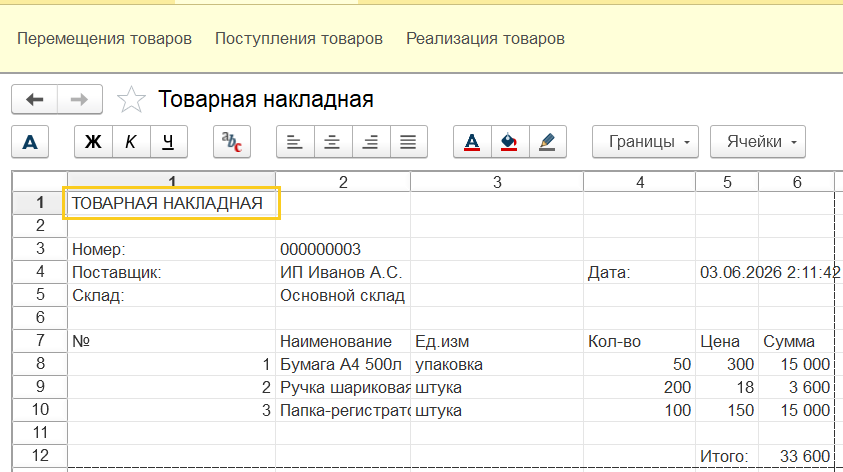 Перемещения товаров Поступления товаров Реализация товаров
Товарная накладная
А Ж К Ч abc А Границы Ячейки
1 2 3 4 5 6
1 ТОВАРНАЯ НАКЛАДНАЯ
2
3 Номер: 000000003
4 Поставщик: ИП Иванов А.С. Дата: 03.06.2026 2:11:42
5 Склад: Основной склад
6
7 № Наименование Ед.изм Кол-во Цена Сумма
8 1 Бумага А4 500л упаковка 50 300 15 000
9 2 Ручка шариковая штука 200 18 3 600
10 3 Папка-регистрато штука 100 150 15 000
11
12 Итого: 33 600